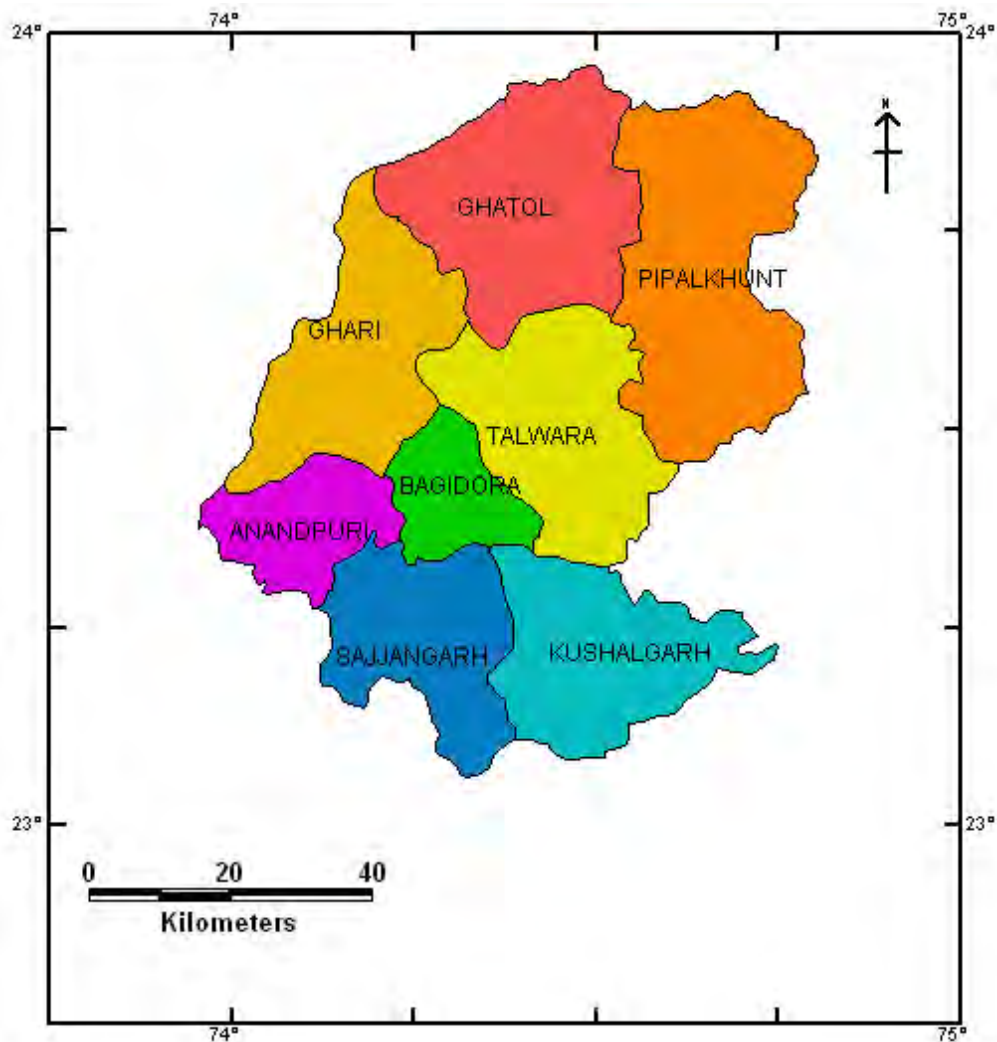 74° 75°
24° 24°
N
GHATOL
PIPALKHUNT
GHARI
TALWARA
BAGIDORA
ANANDPURI
SAJJANGARH KUSHALGARH
23° 23°
0 20 40
Kilometers
74° 75°